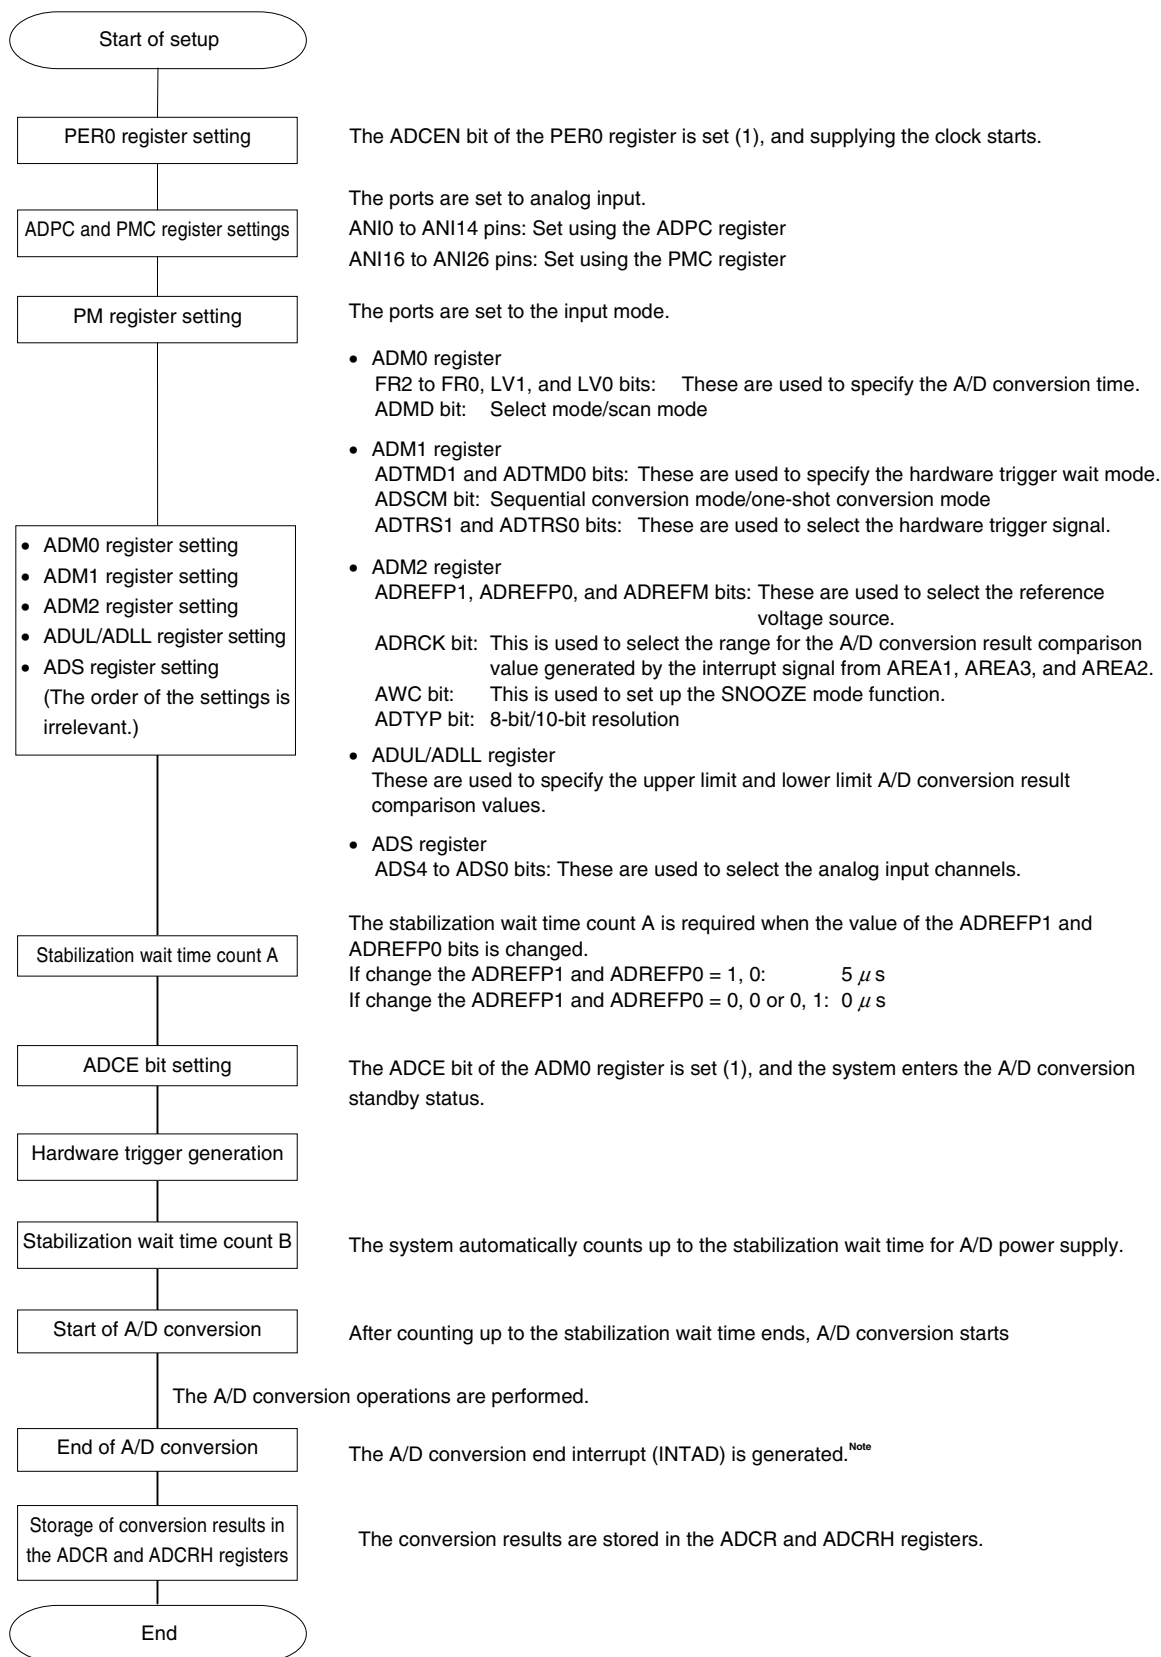 Start of setup
PER0 register setting
The ADCEN bit of the PER0 register is set (1), and supplying the clock starts.
ADPC and PMC register settings
The ports are set to analog input.
ANI0 to ANI14 pins: Set using the ADPC register
ANI16 to ANI26 pins: Set using the PMC register
PM register setting
The ports are set to the input mode.
• ADM0 register setting
• ADM1 register setting
• ADM2 register setting
• ADUL/ADLL register setting
• ADS register setting
(The order of the settings is
irrelevant.)
• ADM0 register
FR2 to FR0, LV1, and LV0 bits: These are used to specify the A/D conversion time.
ADMD bit: Select mode/scan mode
• ADM1 register
ADTMD1 and ADTMD0 bits: These are used to specify the hardware trigger wait mode.
ADSCM bit: Sequential conversion mode/one-shot conversion mode
ADTRS1 and ADTRS0 bits: These are used to select the hardware trigger signal.
• ADM2 register
ADREFP1, ADREFP0, and ADREFM bits: These are used to select the reference
voltage source.
ADRCK bit: This is used to select the range for the A/D conversion result comparison
value generated by the interrupt signal from AREA1, AREA3, and AREA2.
AWC bit: This is used to set up the SNOOZE mode function.
ADTYP bit: 8-bit/10-bit resolution
• ADUL/ADLL register
These are used to specify the upper limit and lower limit A/D conversion result
comparison values.
• ADS register
ADS4 to ADS0 bits: These are used to select the analog input channels.
Stabilization wait time count A
The stabilization wait time count A is required when the value of the ADREFP1 and
ADREFP0 bits is changed.
If change the ADREFP1 and ADREFP0 = 1, 0: 5 μ s
If change the ADREFP1 and ADREFP0 = 0, 0 or 0, 1: 0 μ s
ADCE bit setting
The ADCE bit of the ADM0 register is set (1), and the system enters the A/D conversion
standby status.
Hardware trigger generation
Stabilization wait time count B
The system automatically counts up to the stabilization wait time for A/D power supply.
Start of A/D conversion
After counting up to the stabilization wait time ends, A/D conversion starts
The A/D conversion operations are performed.
End of A/D conversion
The A/D conversion end interrupt (INTAD) is generated.Note
Storage of conversion results in
the ADCR and ADCRH registers
The conversion results are stored in the ADCR and ADCRH registers.
End